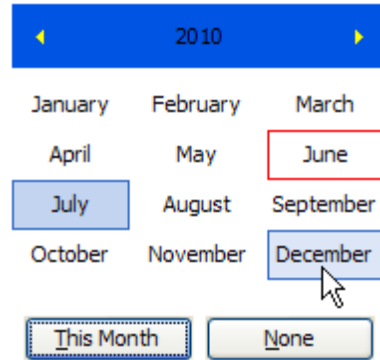 2010
January February March
April May June
July August September
October November December
This Month None